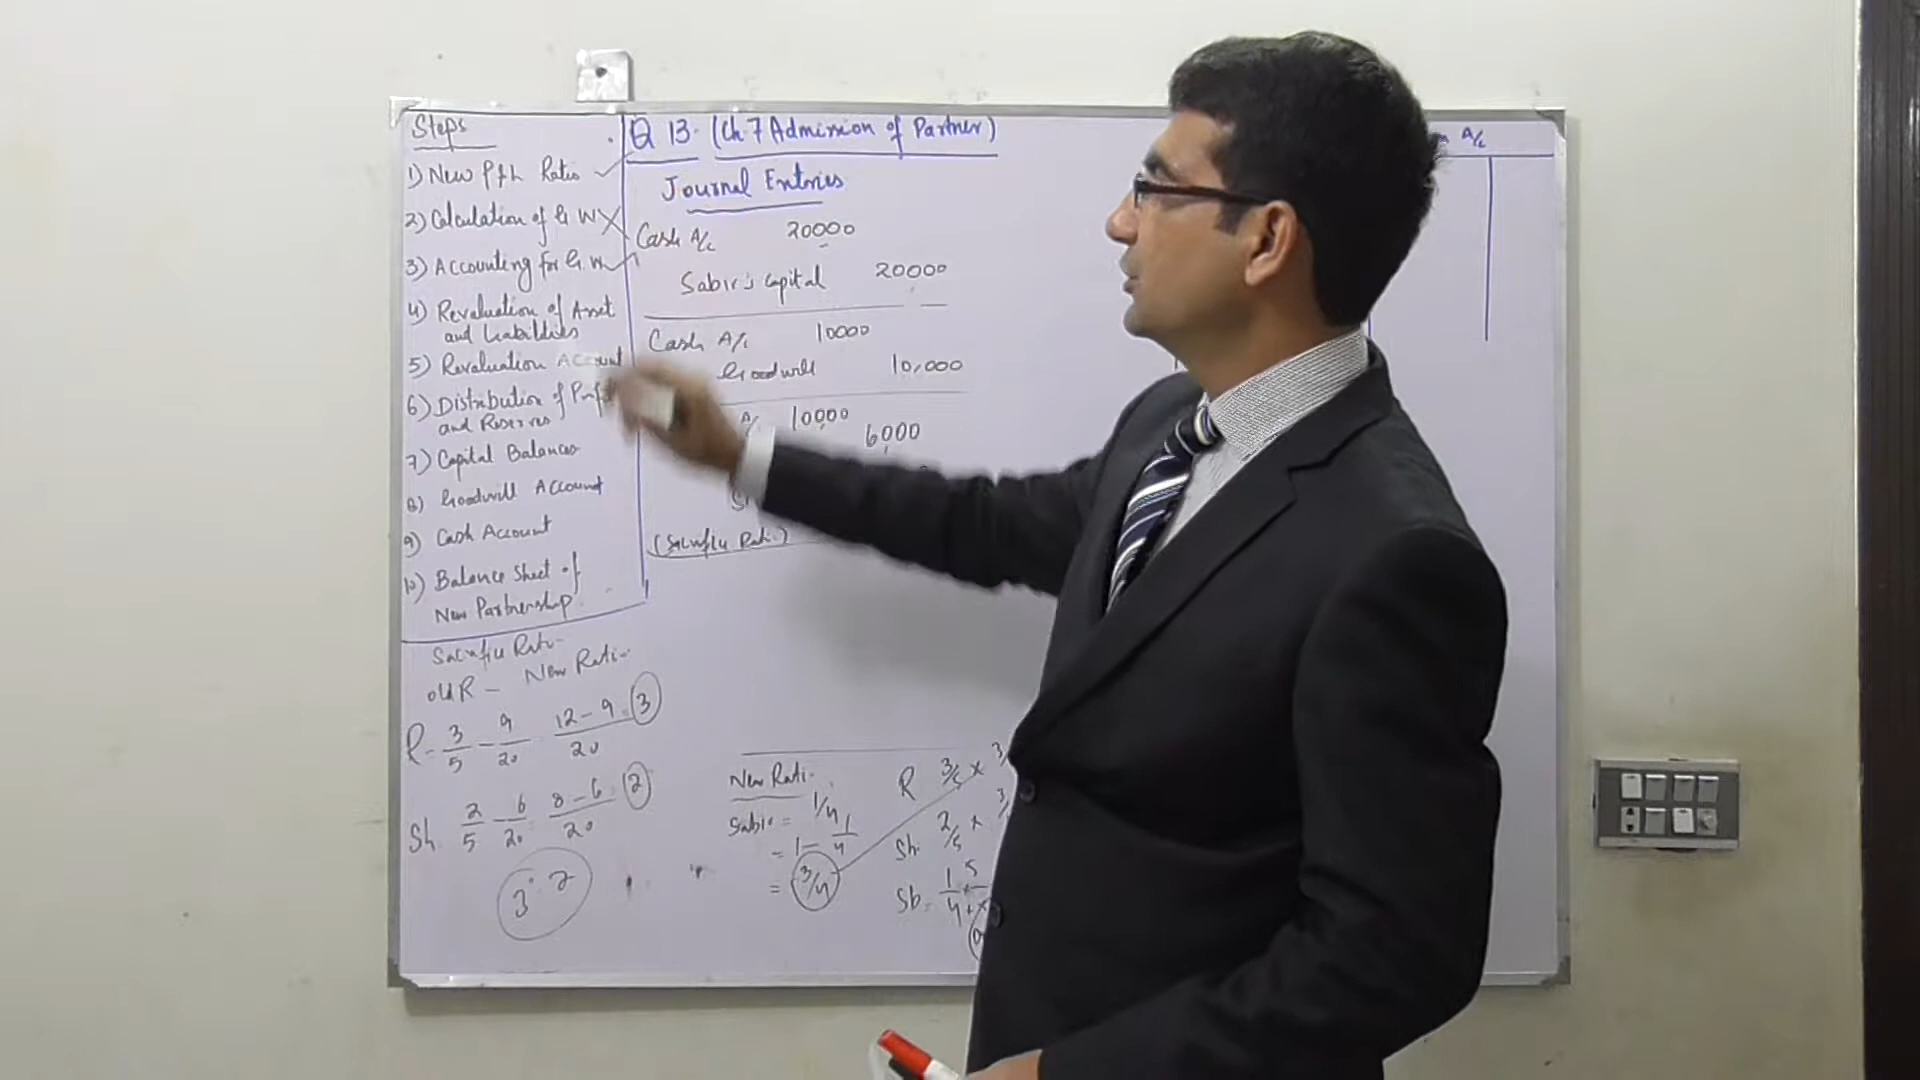 Steps
1) New P & L Ratio
2) Calculation of G W
3) Accounting for G. W
4) Revaluation of Asset
and Liabilities
5) Revaluation Account
6) Distribution of Profit
and Reserves
7) Capital Balances
8) Goodwill Account
9) Cash Account
10) Balance Sheet of
New Partnership
Q 13. (Ch. 7 Admission of Partner)
Journal Entries
Cash A/c 20000
Sabir's Capital 20000
Cash A/c 10000
Goodwill 10,000
A/c 10000
6000
(Sacrifice Ratio)
A/c
Sacrifice Ratio
Old R - New Ratio
R = 3/5 - 9/20 = 12-9/20 = 3
Sh 2/5 - 6/20 = 8-6/20 = 2
3:2
New Ratio
Sabir = 1/4
= 1 - 1/4
= 3/4
R 3/5 × 3/
Sh. 2/5 × 3/
Sb = 1/4 × 5